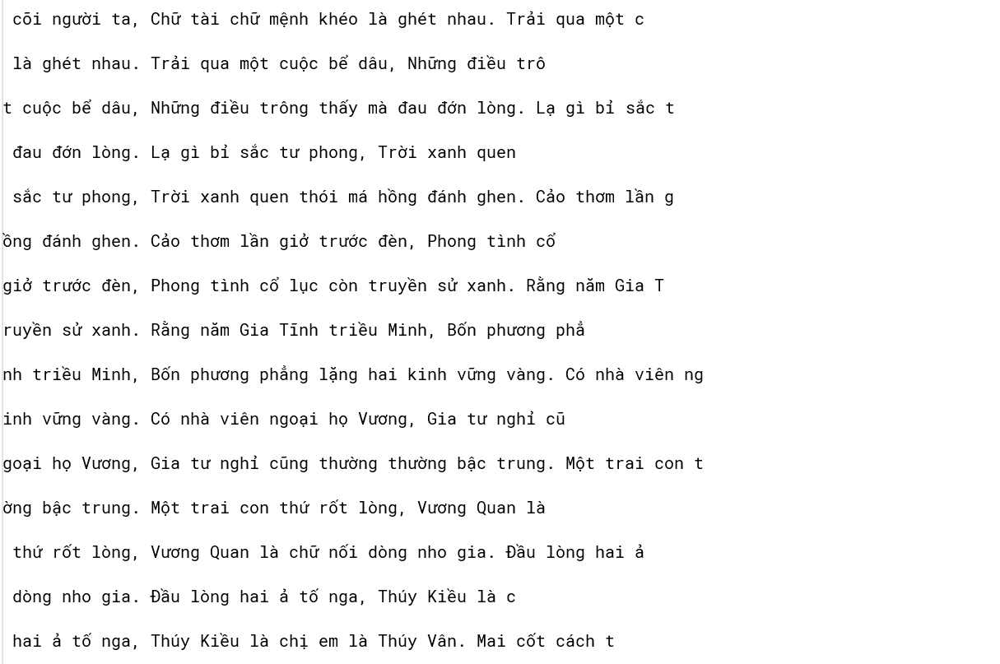 cõi người ta, Chữ tài chữ mệnh khéo là ghét nhau. Trải qua một c
là ghét nhau. Trải qua một cuộc bể dâu, Những điều trô
t cuộc bể dâu, Những điều trông thấy mà đau đớn lòng. Lạ gì bỉ sắc t
đau đớn lòng. Lạ gì bỉ sắc tư phong, Trời xanh quen
sắc tư phong, Trời xanh quen thói má hồng đánh ghen. Cảo thơm lần g
ồng đánh ghen. Cảo thơm lần giở trước đèn, Phong tình cổ
giở trước đèn, Phong tình cổ lục còn truyền sử xanh. Rằng năm Gia T
ruyền sử xanh. Rằng năm Gia Tĩnh triều Minh, Bốn phương phẳ
nh triều Minh, Bốn phương phẳng lặng hai kinh vững vàng. Có nhà viên ng
inh vững vàng. Có nhà viên ngoại họ Vương, Gia tư nghỉ cũ
goại họ Vương, Gia tư nghỉ cũng thường thường bậc trung. Một trai con t
ờng bậc trung. Một trai con thứ rốt lòng, Vương Quan là
thứ rốt lòng, Vương Quan là chữ nối dòng nho gia. Đầu lòng hai ả
dòng nho gia. Đầu lòng hai ả tố nga, Thúy Kiều là c
hai ả tố nga, Thúy Kiều là chị em là Thúy Vân. Mai cốt cách t